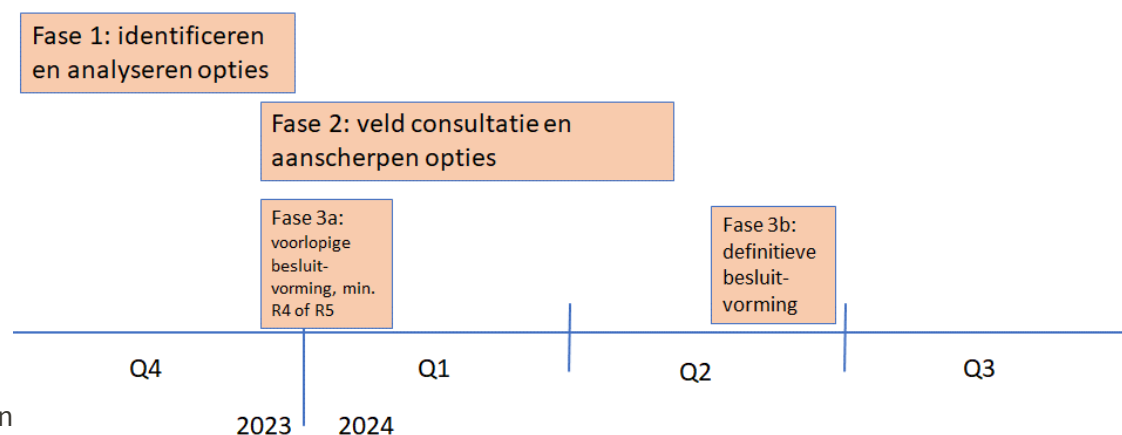 Fase 1: identificeren
en analyseren opties
Fase 2: veld consultatie en
aanscherpen opties
Fase 3a:
voorlopige
besluit-
vorming, min.
R4 of R5
Fase 3b:
definitieve
besluit-
vorming
Q4
Q1
Q2
Q3
n
2023
2024